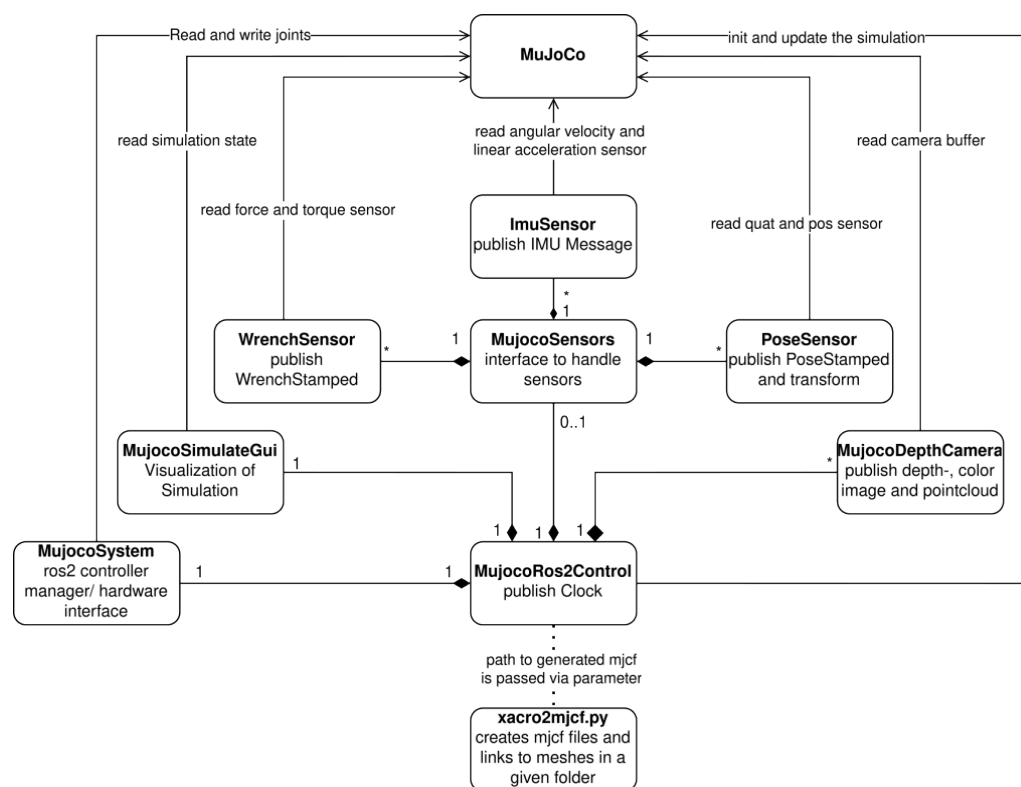 Read and write joints
init and update the simulation
MuJoCo
read simulation state
read angular velocity and
linear acceleration sensor
read camera buffer
read force and torque sensor
read quat and pos sensor
ImuSensor
publish IMU Message
*
1
WrenchSensor
publish
WrenchStamped
*
1
MujocoSensors
interface to handle
sensors
1
*
PoseSensor
publish PoseStamped
and transform
0..1
MujocoSimulateGui
Visualization of
Simulation
1
*
MujocoDepthCamera
publish depth-, color
image and pointcloud
1
1
1
MujocoSystem
ros2 controller
manager/ hardware
interface
1
1
MujocoRos2Control
publish Clock
path to generated mjcf
is passed via parameter
xacro2mjcf.py
creates mjcf files and
links to meshes in a
given folder